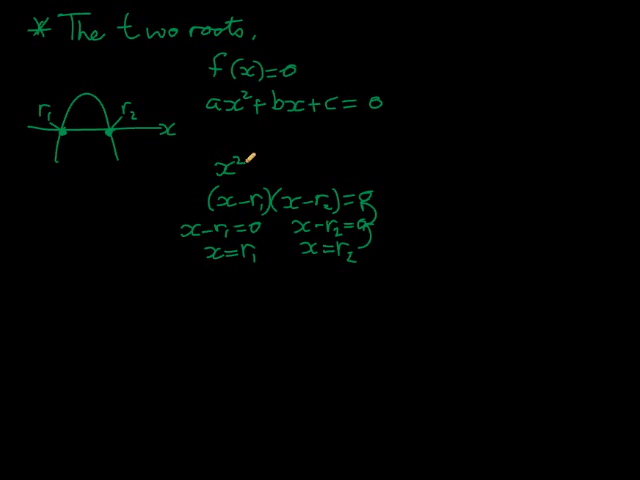 * The two roots.
f(x)=0
ax²+bx+c=0
r₁ r₂ x
x²
(x-r₁)(x-r₂)=0
x-r₁=0 x-r₂=0
x=r₁ x=r₂